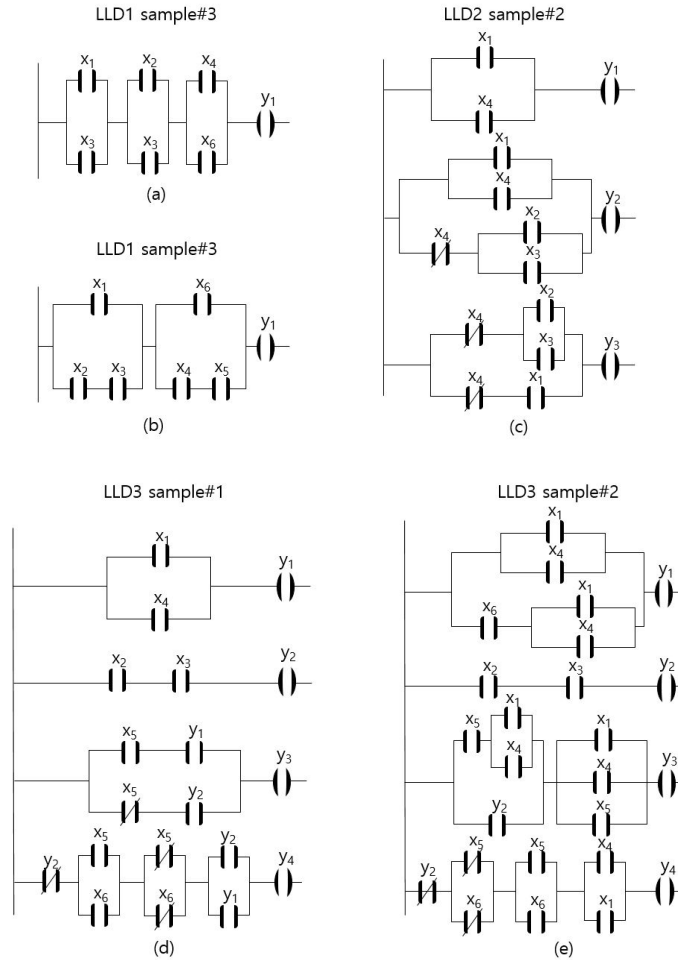 LLD1 sample#3
x1 x2 x4
y1
x3 x3 x6
(a)
LLD1 sample#3
x1 x6
y1
x2 x3 x4 x5
(b)
LLD2 sample#2
x1
y1
x4
x1
x4
y2
x2
x4
x3
x2
x4
x3
y3
x4 x1
(c)
LLD3 sample#1
x1
y1
x4
x2 x3 y2
x5 y1
y3
x5 y2
x5 x5 y2
y2 y4
x6 x6 y1
(d)
LLD3 sample#2
x1
x4
y1
x1
x6
x4
x2 x3 y2
x1
x5 x1
x4 x4 y3
y2 x5
x5 x5 x4
y2 y4
x6 x6 x1
(e)